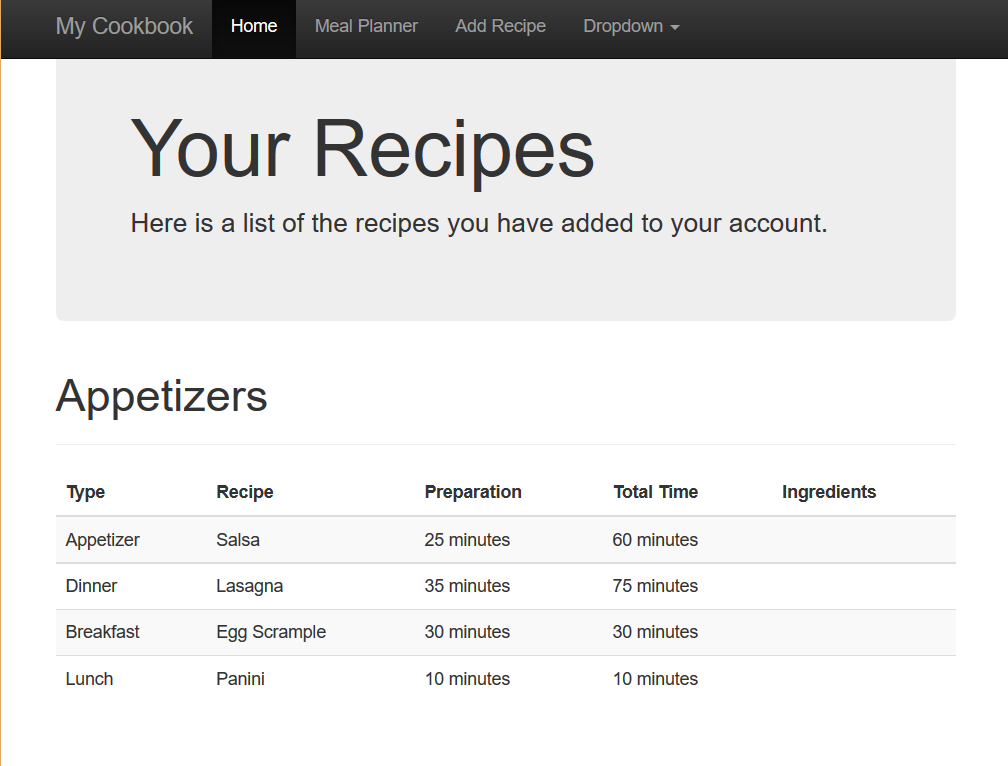 My Cookbook Home Meal Planner Add Recipe Dropdown
Your Recipes
Here is a list of the recipes you have added to your account.
Appetizers
Type Recipe Preparation Total Time Ingredients
Appetizer Salsa 25 minutes 60 minutes
Dinner Lasagna 35 minutes 75 minutes
Breakfast Egg Scrample 30 minutes 30 minutes
Lunch Panini 10 minutes 10 minutes